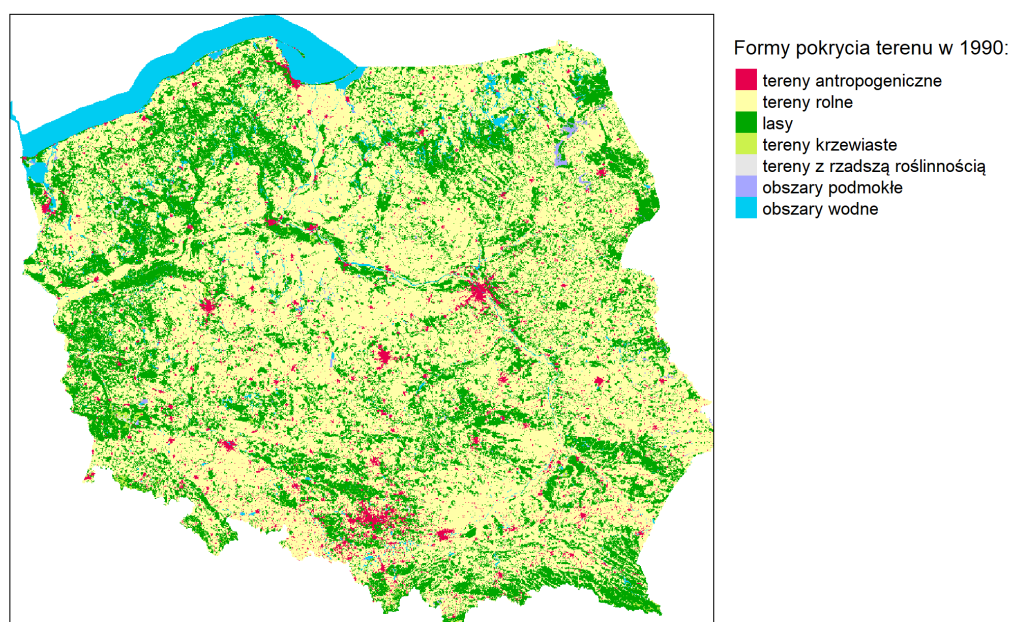 Formy pokrycia terenu w 1990:
tereny antropogeniczne
tereny rolne
lasy
tereny krzewiaste
tereny z rzadszą roślinnością
obszary podmokłe
obszary wodne